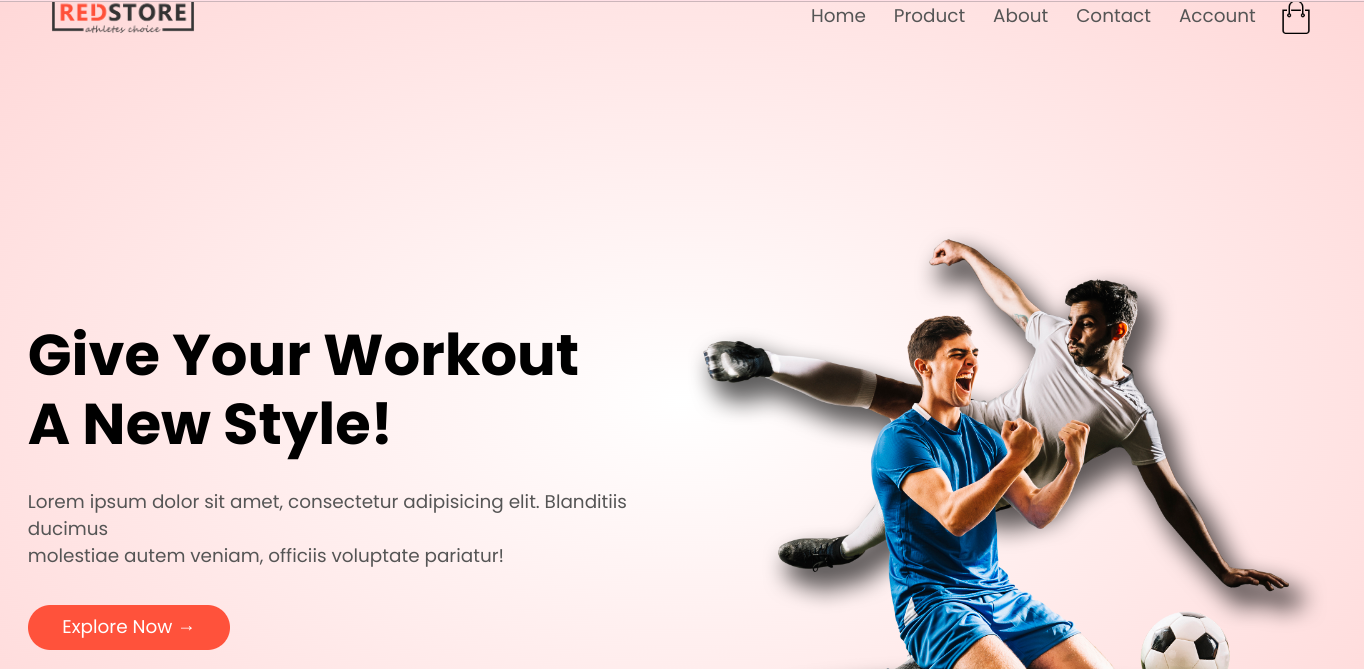 REDSTORE
athletes choice
Home Product About Contact Account
Give Your Workout
A New Style!
Lorem ipsum dolor sit amet, consectetur adipisicing elit. Blanditiis
ducimus
molestiae autem veniam, officiis voluptate pariatur!
Explore Now →